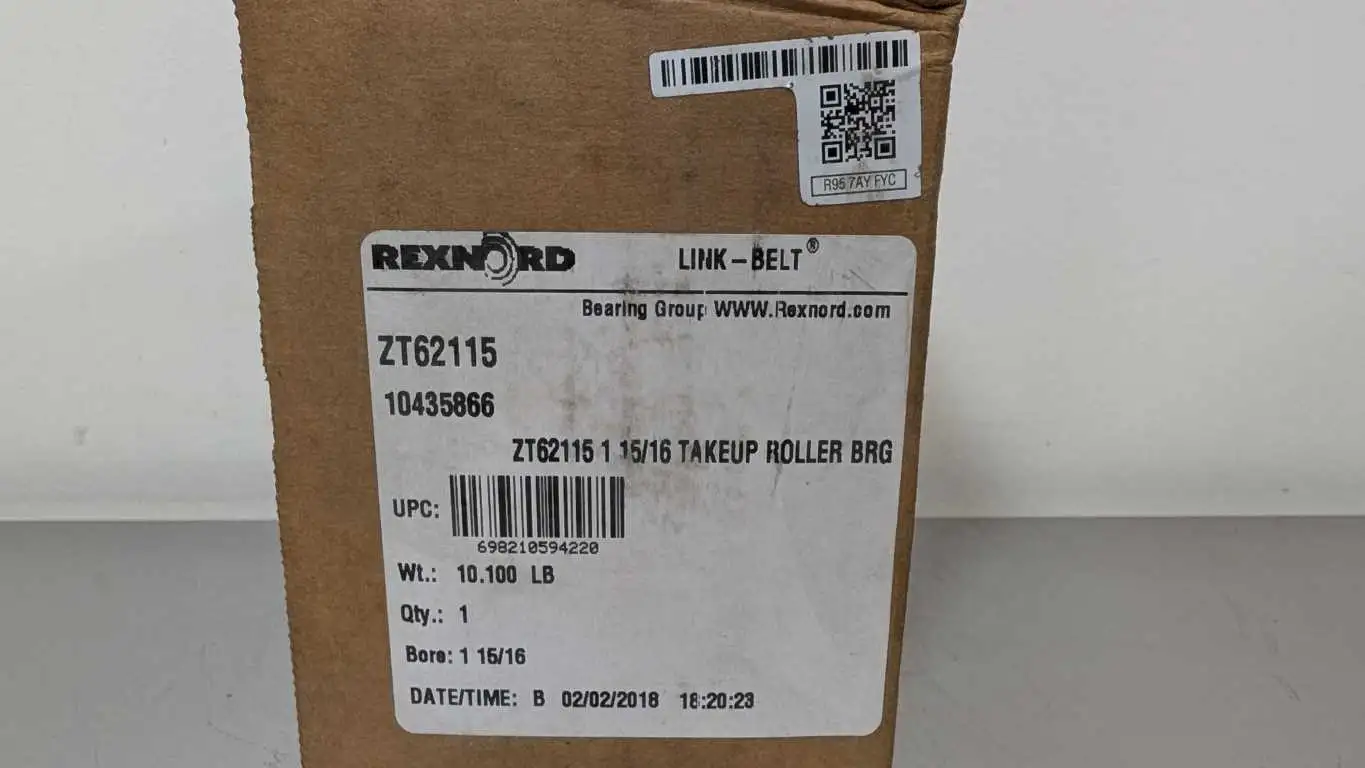 R95 7AY FYC
REXNORD LINK-BELT®
Bearing Group WWW.Rexnord.com
ZT62115
10435866
ZT62115 1 15/16 TAKEUP ROLLER BRG
UPC:
698210594220
Wt.: 10.100 LB
Qty.: 1
Bore: 1 15/16
DATE/TIME: B 02/02/2018 18:20:23